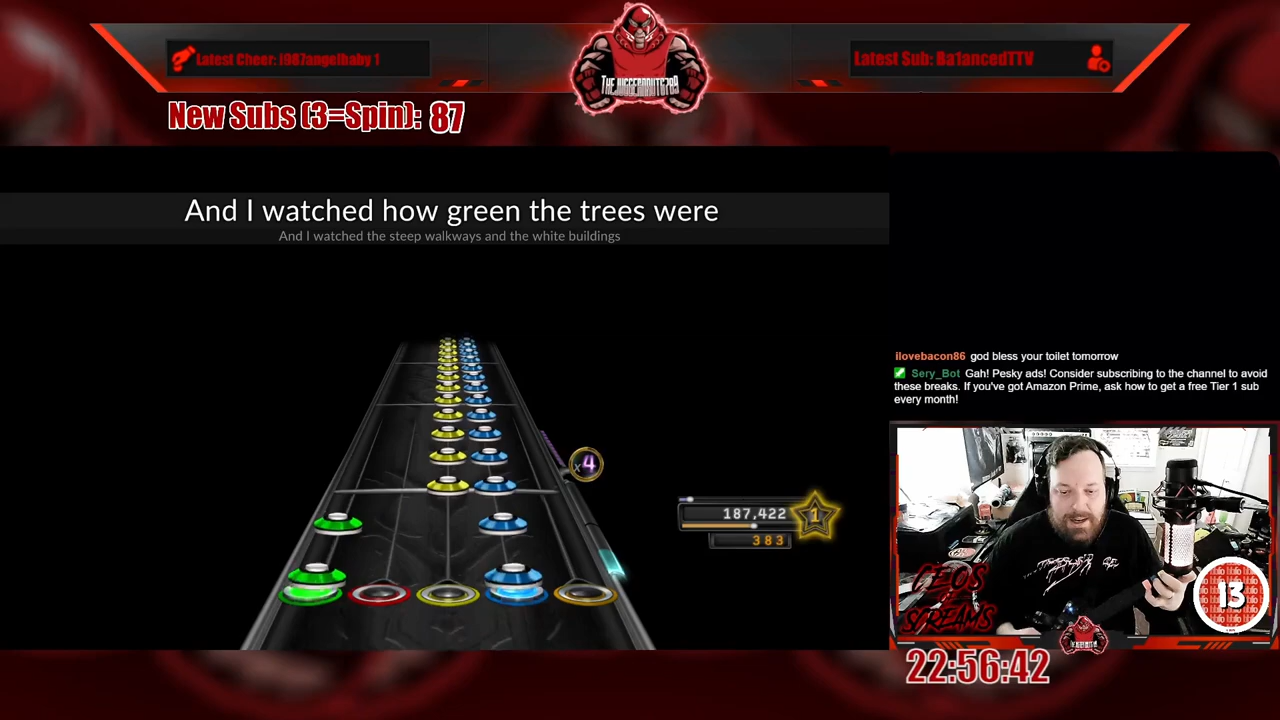 Latest Cheer: i987angelbaby 1
THEJUGGERNAUT6789
Latest Sub: Ba1ancedTTV
New Subs (3=Spin): 87
And I watched how green the trees were
And I watched the steep walkways and the white buildings
x4
187,422
1
383
ilovebacon86 god bless your toilet tomorrow
Sery_Bot Gah! Pesky ads! Consider subscribing to the channel to avoid
these breaks. If you've got Amazon Prime, ask how to get a free Tier 1 sub
every month!
13
SCREAMS
22:56:42